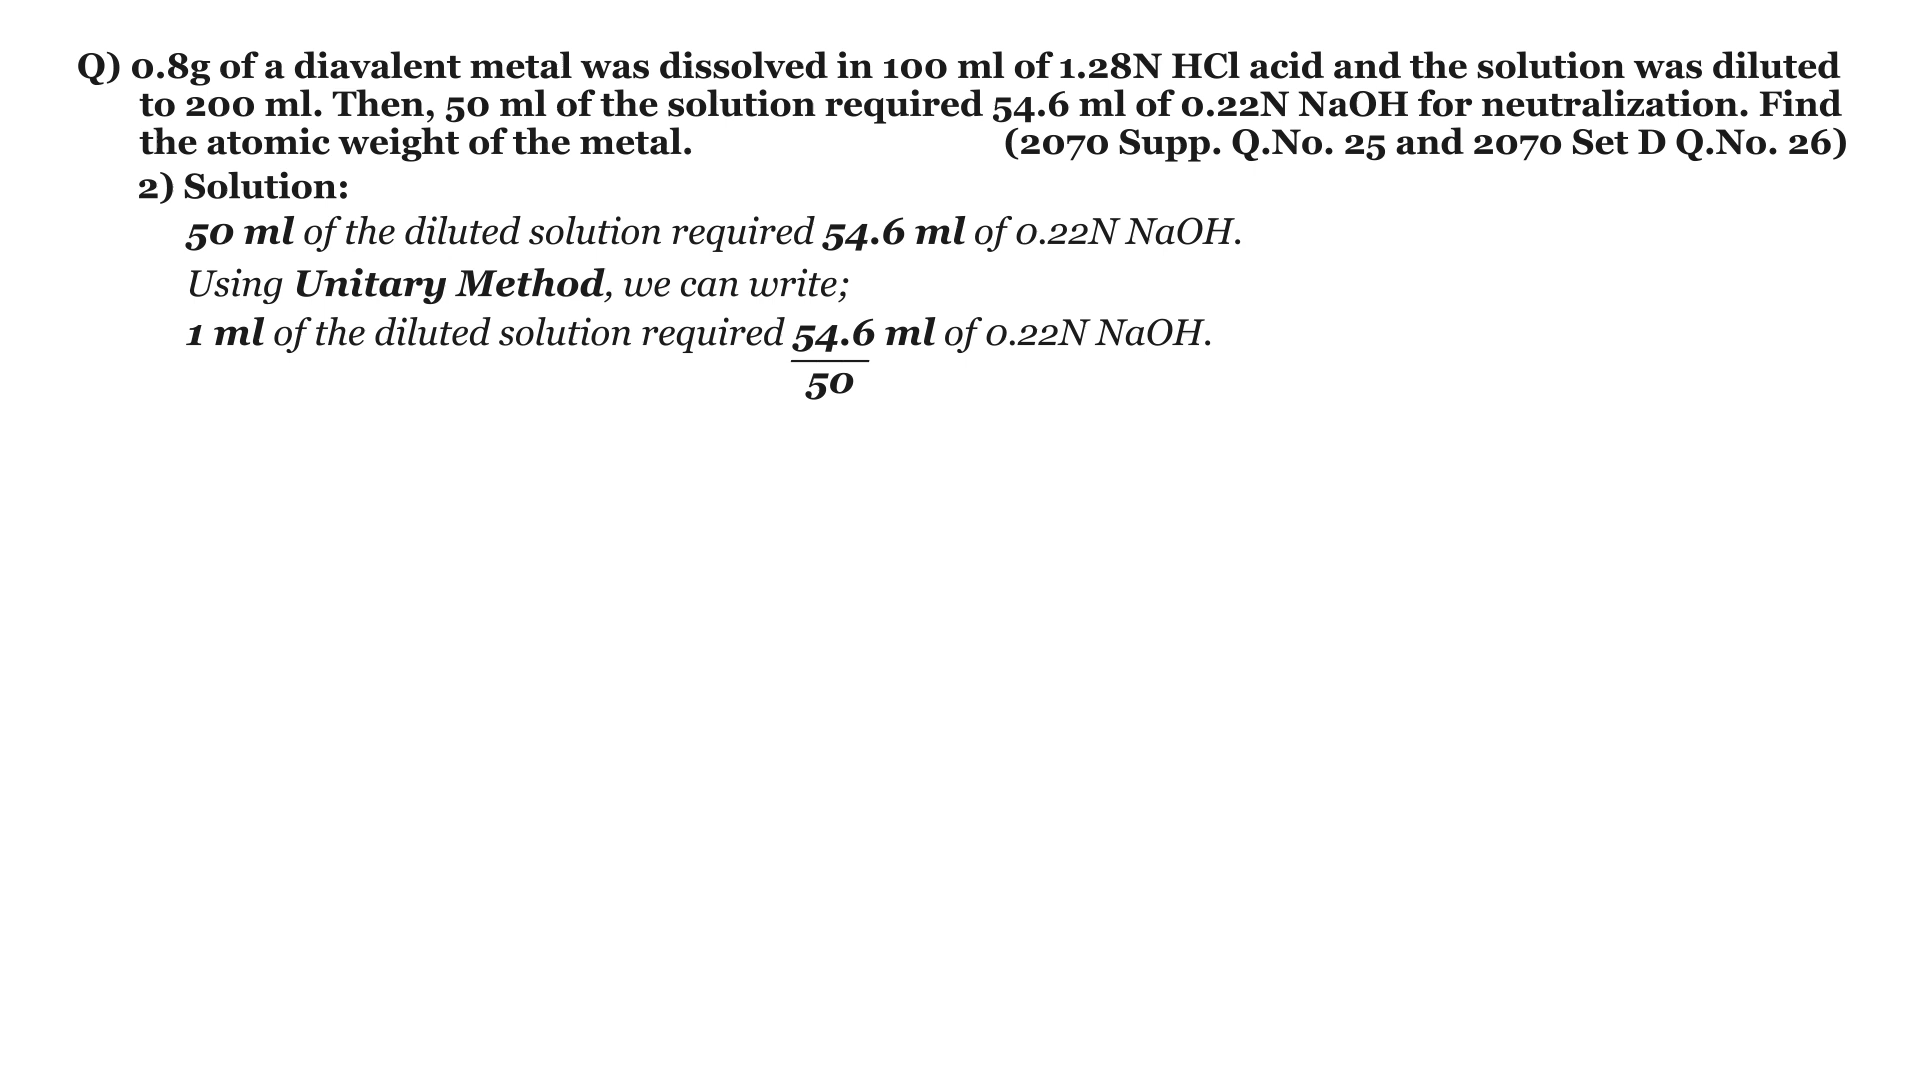 Q) 0.8g of a diavalent metal was dissolved in 100 ml of 1.28N HCl acid and the solution was diluted
to 200 ml. Then, 50 ml of the solution required 54.6 ml of 0.22N NaOH for neutralization. Find
the atomic weight of the metal. (2070 Supp. Q.No. 25 and 2070 Set D Q.No. 26)
2) Solution:
50 ml of the diluted solution required 54.6 ml of 0.22N NaOH.
Using Unitary Method, we can write;
1 ml of the diluted solution required 54.6 ml of 0.22N NaOH.
50